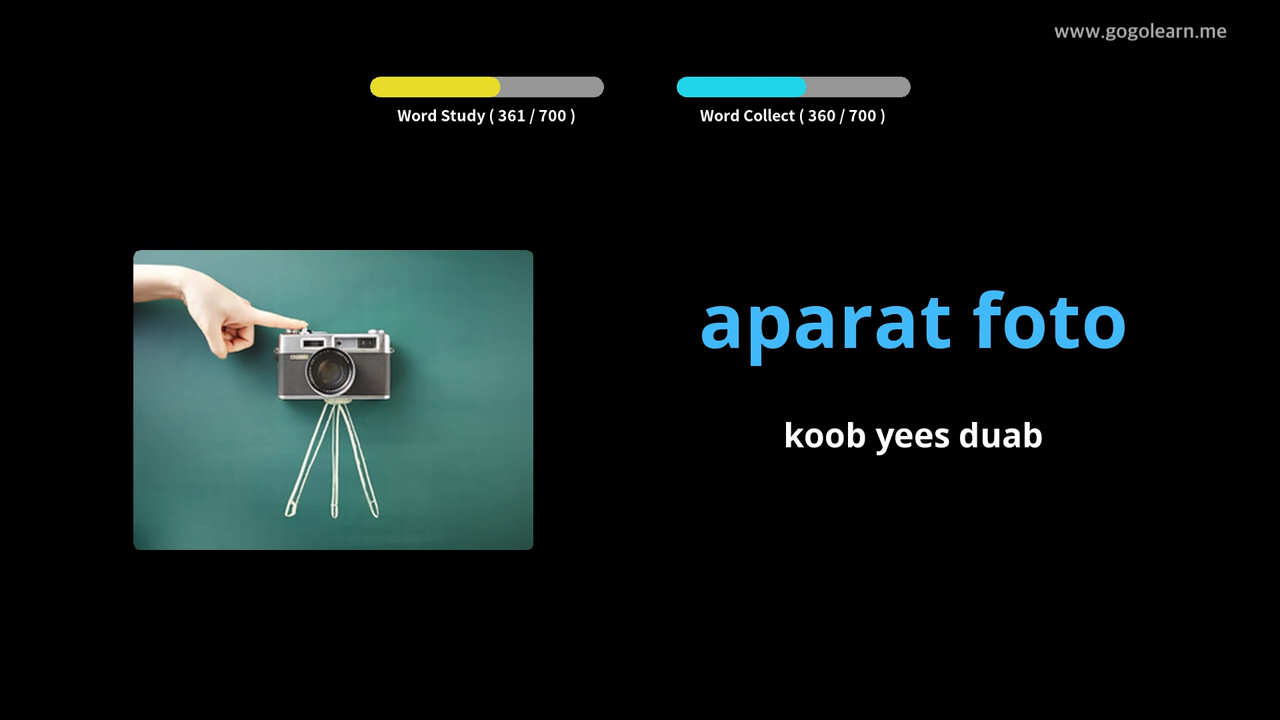 www.gogolearn.me
Word Study ( 361 / 700 )
Word Collect ( 360 / 700 )
aparat foto
koob yees duab